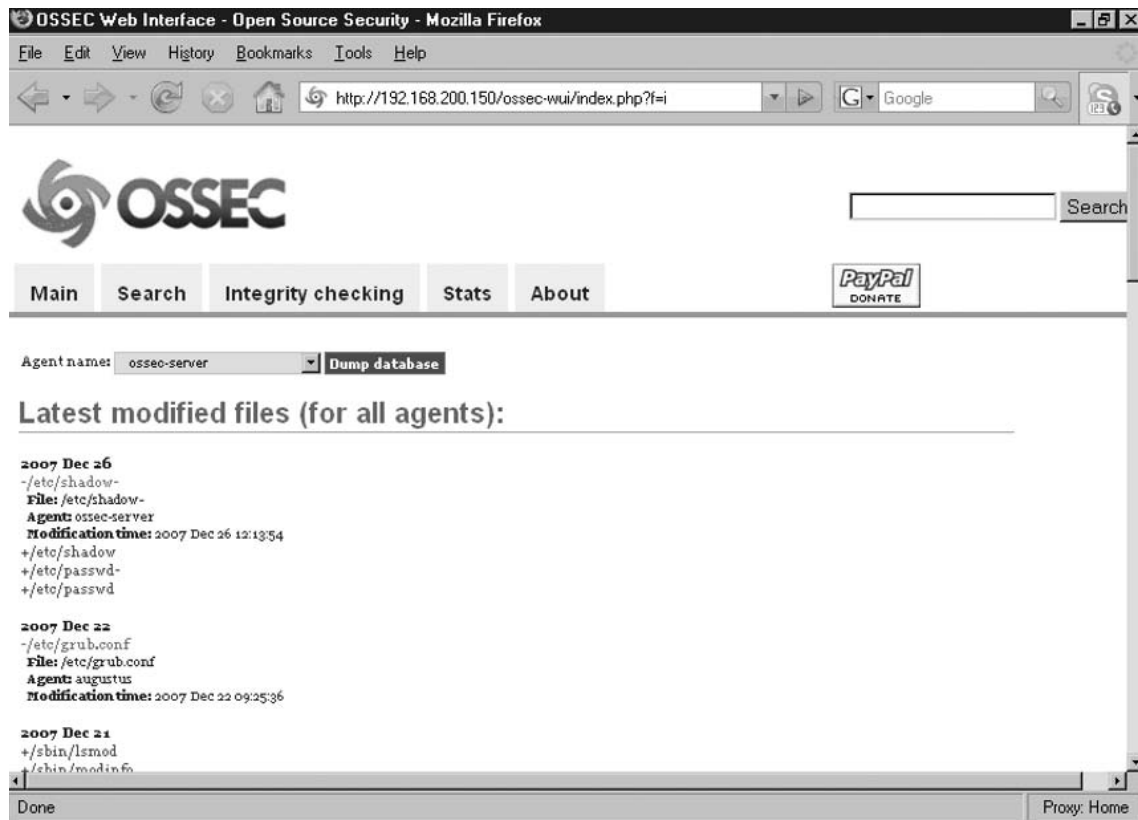 OSSEC Web Interface - Open Source Security - Mozilla Firefox
File Edit View History Bookmarks Tools Help
http://192.168.200.150/ossec-wui/index.php?f=i
G Google
123
OSSEC
Search
Main Search Integrity checking Stats About
PayPal
DONATE
Agent name: ossec-server Dump database
Latest modified files (for all agents):
2007 Dec 26
-/etc/shadow-
File: /etc/shadow-
Agent: ossec-server
Modification time: 2007 Dec 26 12:13:54
+/etc/shadow
+/etc/passwd-
+/etc/passwd
2007 Dec 22
-/etc/grub.conf
File: /etc/grub.conf
Agent: augustus
Modification time: 2007 Dec 22 09:25:36
2007 Dec 21
+/sbin/lsmod
+/sbin/modinfo
Done Proxy: Home